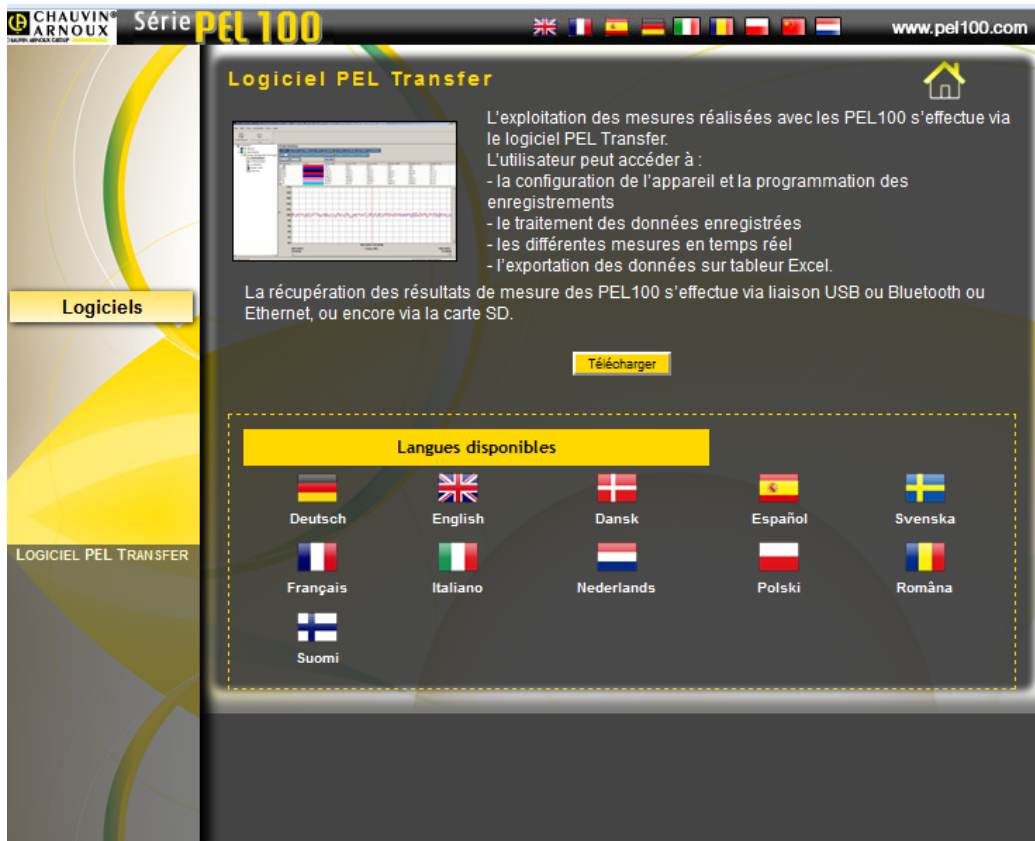 CHAUVIN®
ARNOUX
CHAUVIN ARNOUX GROUP
Série PEL 100
www.pel100.com
Logiciel PEL Transfer
L'exploitation des mesures réalisées avec les PEL100 s'effectue via
le logiciel PEL Transfer.
L'utilisateur peut accéder à :
- la configuration de l'appareil et la programmation des
enregistrements
- le traitement des données enregistrées
- les différentes mesures en temps réel
- l'exportation des données sur tableur Excel.
La récupération des résultats de mesure des PEL100 s'effectue via liaison USB ou Bluetooth ou
Ethernet, ou encore via la carte SD.
Logiciels
Télécharger
Langues disponibles
Deutsch English Dansk Español Svenska
LOGICIEL PEL TRANSFER
Français Italiano Nederlands Polski Româna
Suomi